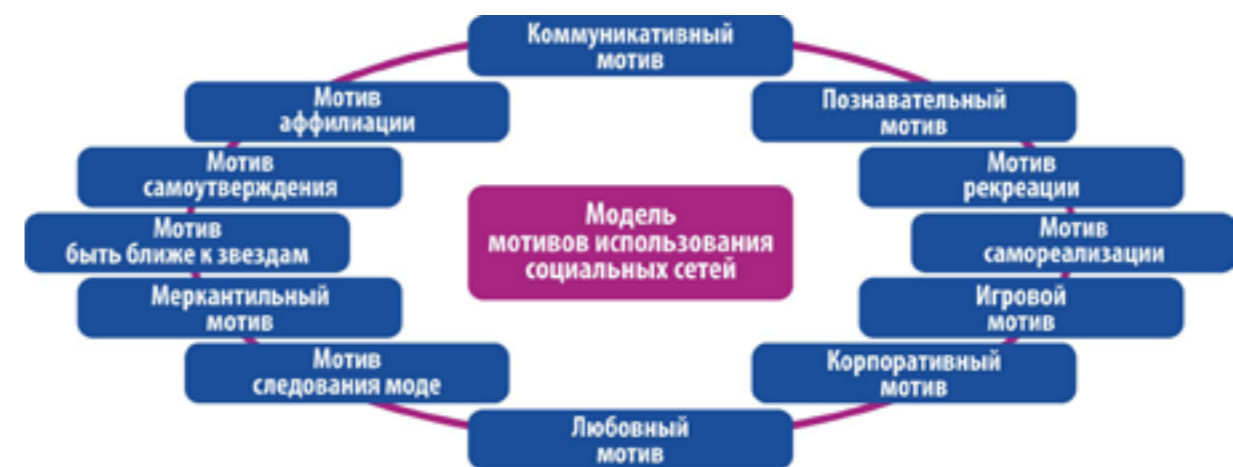 Коммуникативный
мотив
Мотив
аффилиации
Познавательный
мотив
Мотив
самоутверждения
Мотив
рекреации
Модель
мотивов использования
социальных сетей
Мотив
быть ближе к звездам
Мотив
самореализации
Меркантильный
мотив
Игровой
мотив
Мотив
следования моде
Корпоративный
мотив
Любовный
мотив